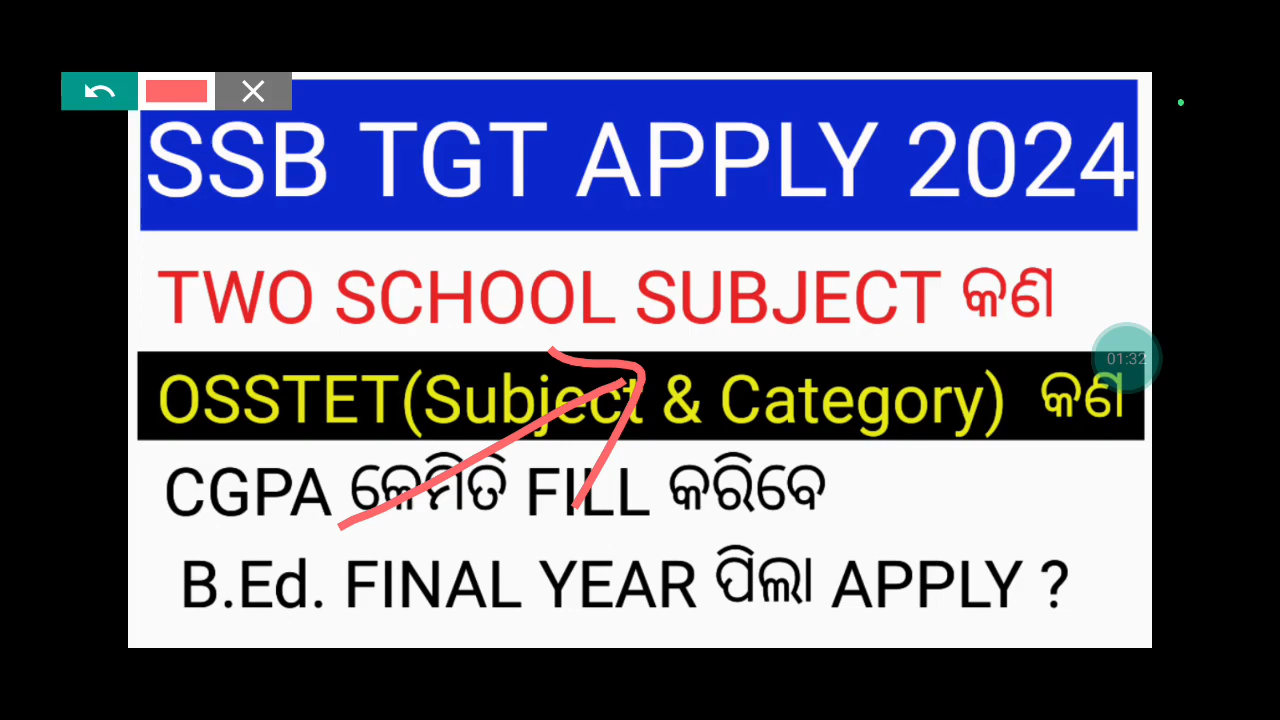 SSB TGT APPLY 2024
TWO SCHOOL SUBJECT କଣ
01:32
OSSTET(Subject & Category) କଣ
CGPA କେମିତି FILL କରିବେ
B.Ed. FINAL YEAR ପିଲା APPLY ?